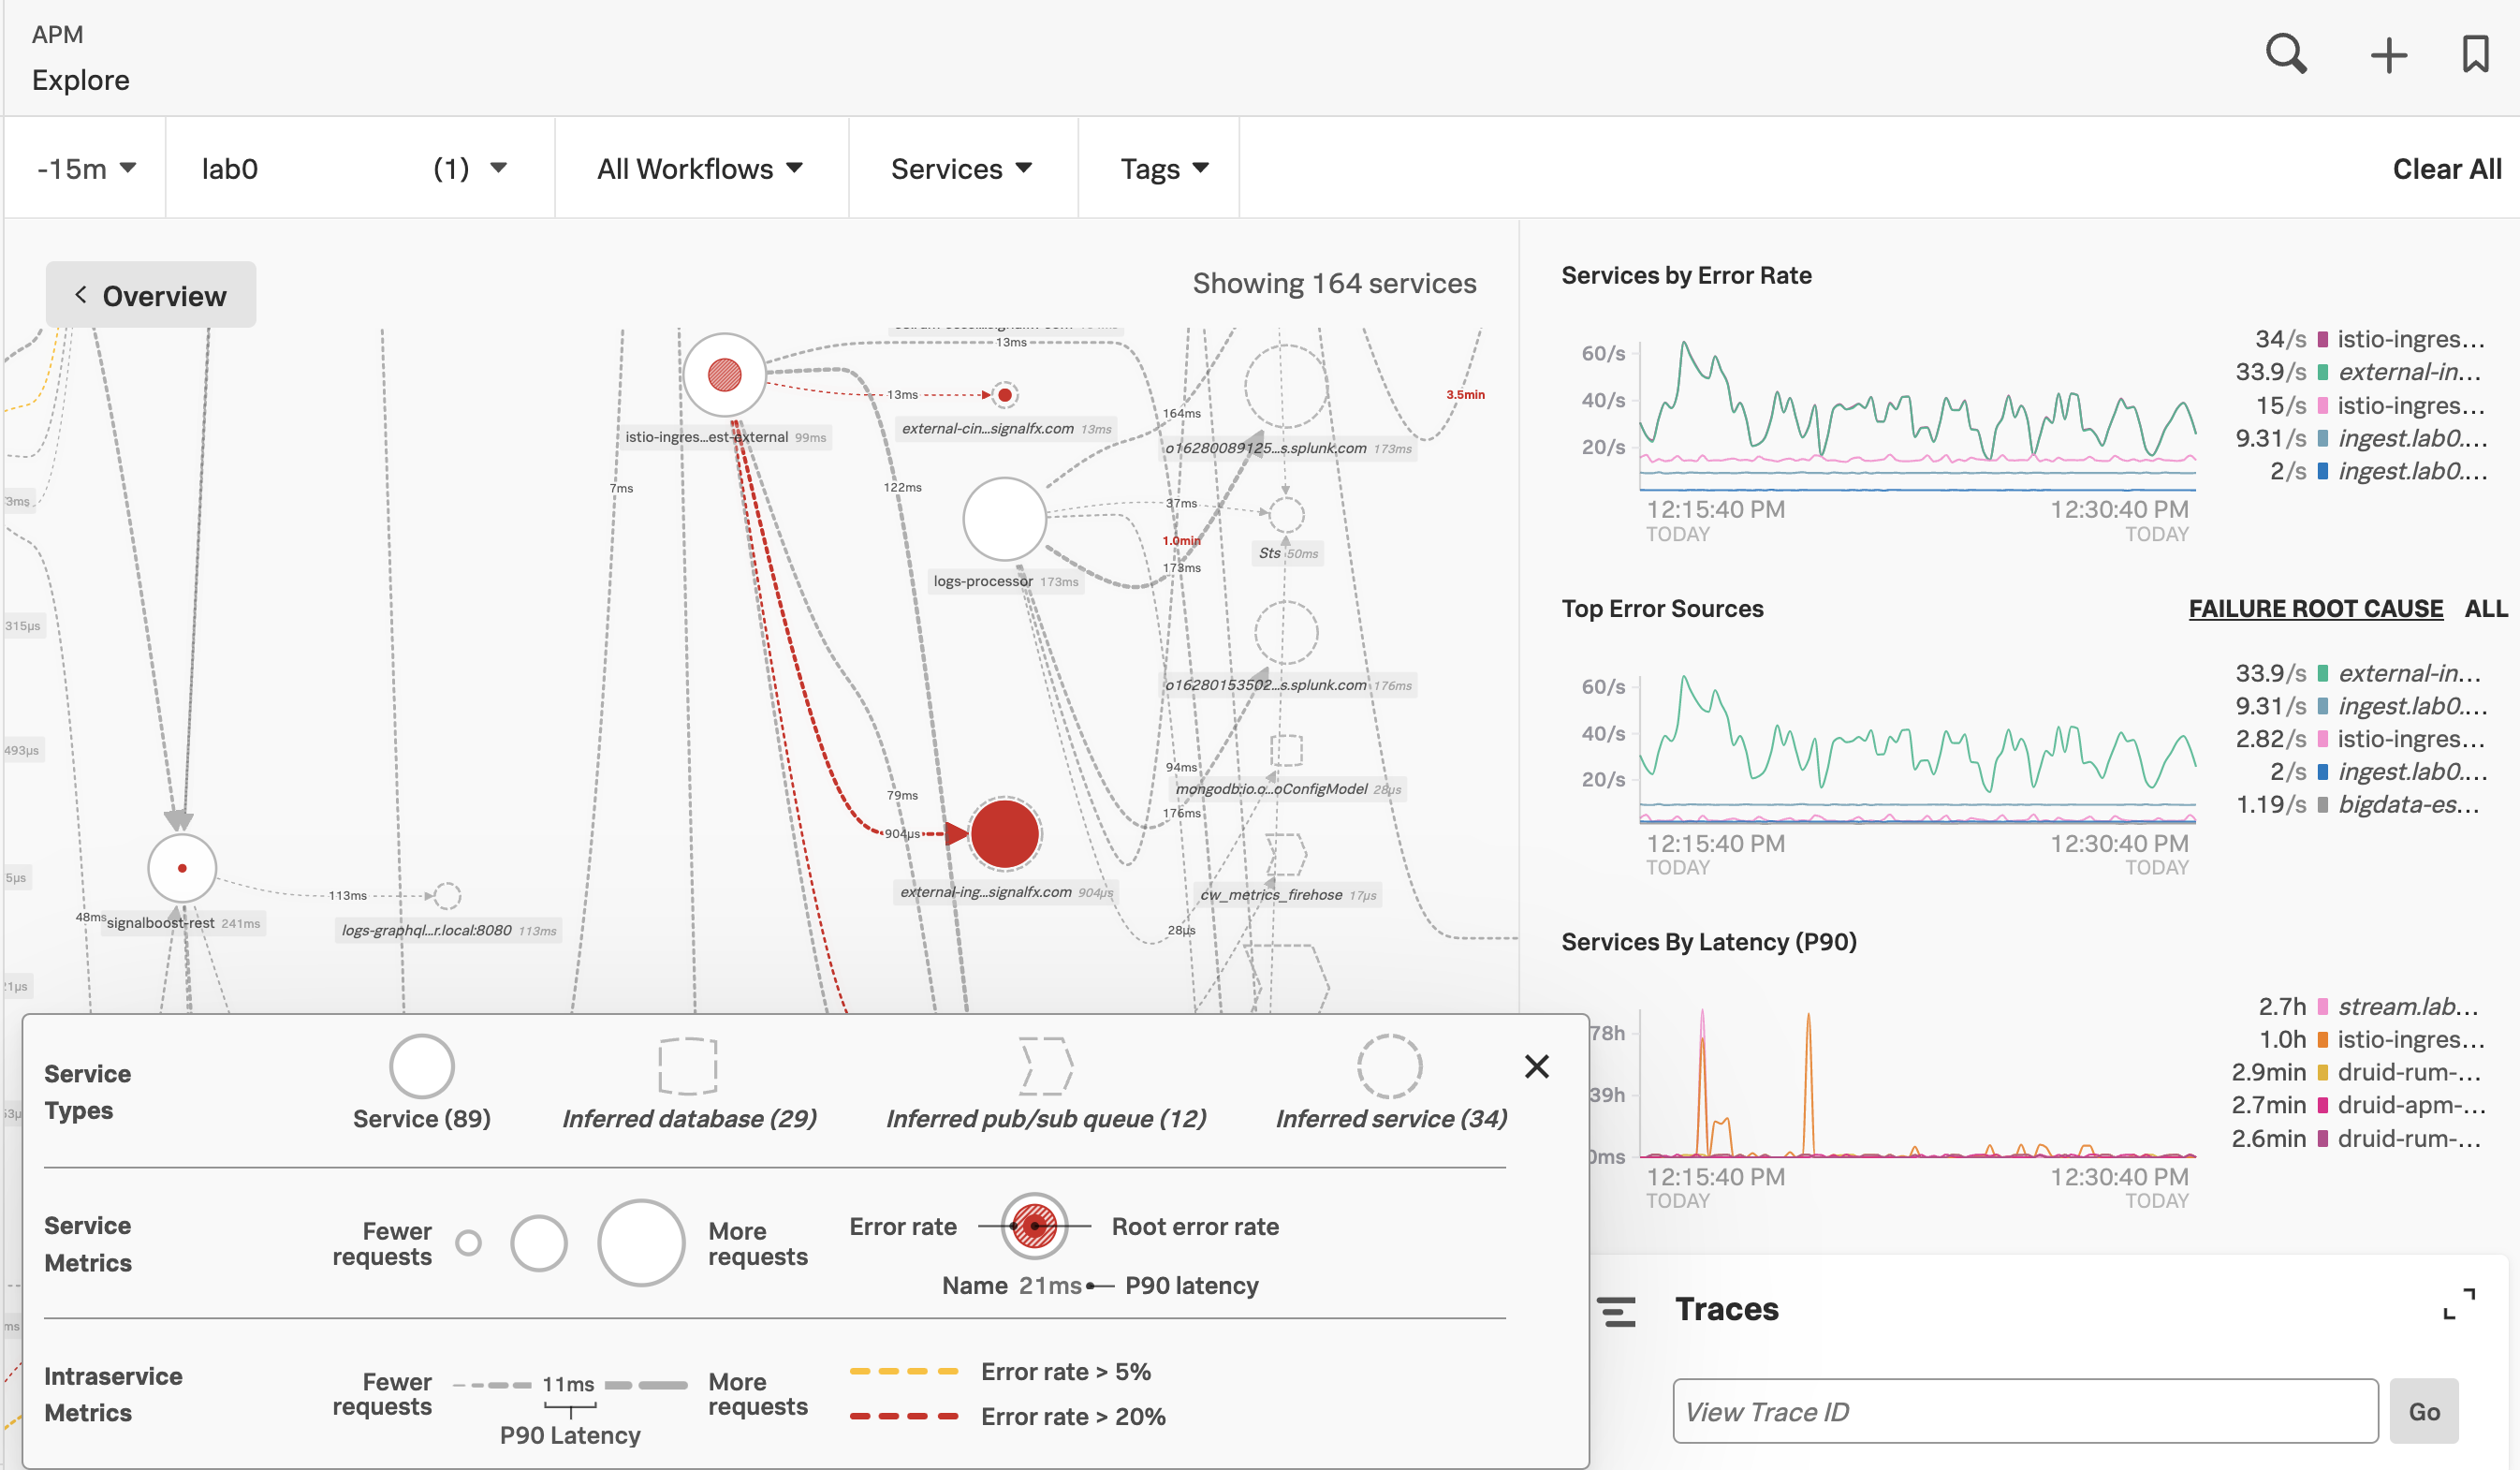 APM
Explore
-15m
lab0 (1)
All Workflows
Services
Tags
Clear All
Overview
Showing 164 services
13ms
istio-ingres...est-external 99ms
13ms
external-cin...signalfx.com 13ms
164ms
3.5min
o16280089125...s.splunk.com 173ms
7ms
122ms
3ms
37ms
1.0min
173ms
Sts 50ms
logs-processor 173ms
315µs
o16280153502...s.splunk.com 176ms
493µs
94ms
mongodb:io.o...oConfigModel 28µs
79ms
176ms
904µs
5µs
113ms
external-ing...signalfx.com 904µs
cw_metrics_firehose 17µs
48ms
signalboost-rest 241ms
logs-graphql...r.local:8080 113ms
28µs
21µs
Service Types
Service (89)
Inferred database (29)
Inferred pub/sub queue (12)
Inferred service (34)
Service Metrics
Fewer requests
More requests
Error rate
Root error rate
Name 21ms P90 latency
Intraservice Metrics
Fewer requests
11ms
P90 Latency
More requests
Error rate > 5%
Error rate > 20%
Services by Error Rate
60/s
40/s
20/s
12:15:40 PM
TODAY
12:30:40 PM
TODAY
34/s istio-ingres...
33.9/s external-in...
15/s istio-ingres...
9.31/s ingest.lab0....
2/s ingest.lab0....
Top Error Sources
FAILURE ROOT CAUSE ALL
60/s
40/s
20/s
12:15:40 PM
TODAY
12:30:40 PM
TODAY
33.9/s external-in...
9.31/s ingest.lab0....
2.82/s istio-ingres...
2/s ingest.lab0....
1.19/s bigdata-es...
Services By Latency (P90)
78h
39h
0ms
12:15:40 PM
TODAY
12:30:40 PM
TODAY
2.7h stream.lab...
1.0h istio-ingres...
2.9min druid-rum-...
2.7min druid-apm-...
2.6min druid-rum-...
Traces
View Trace ID
Go